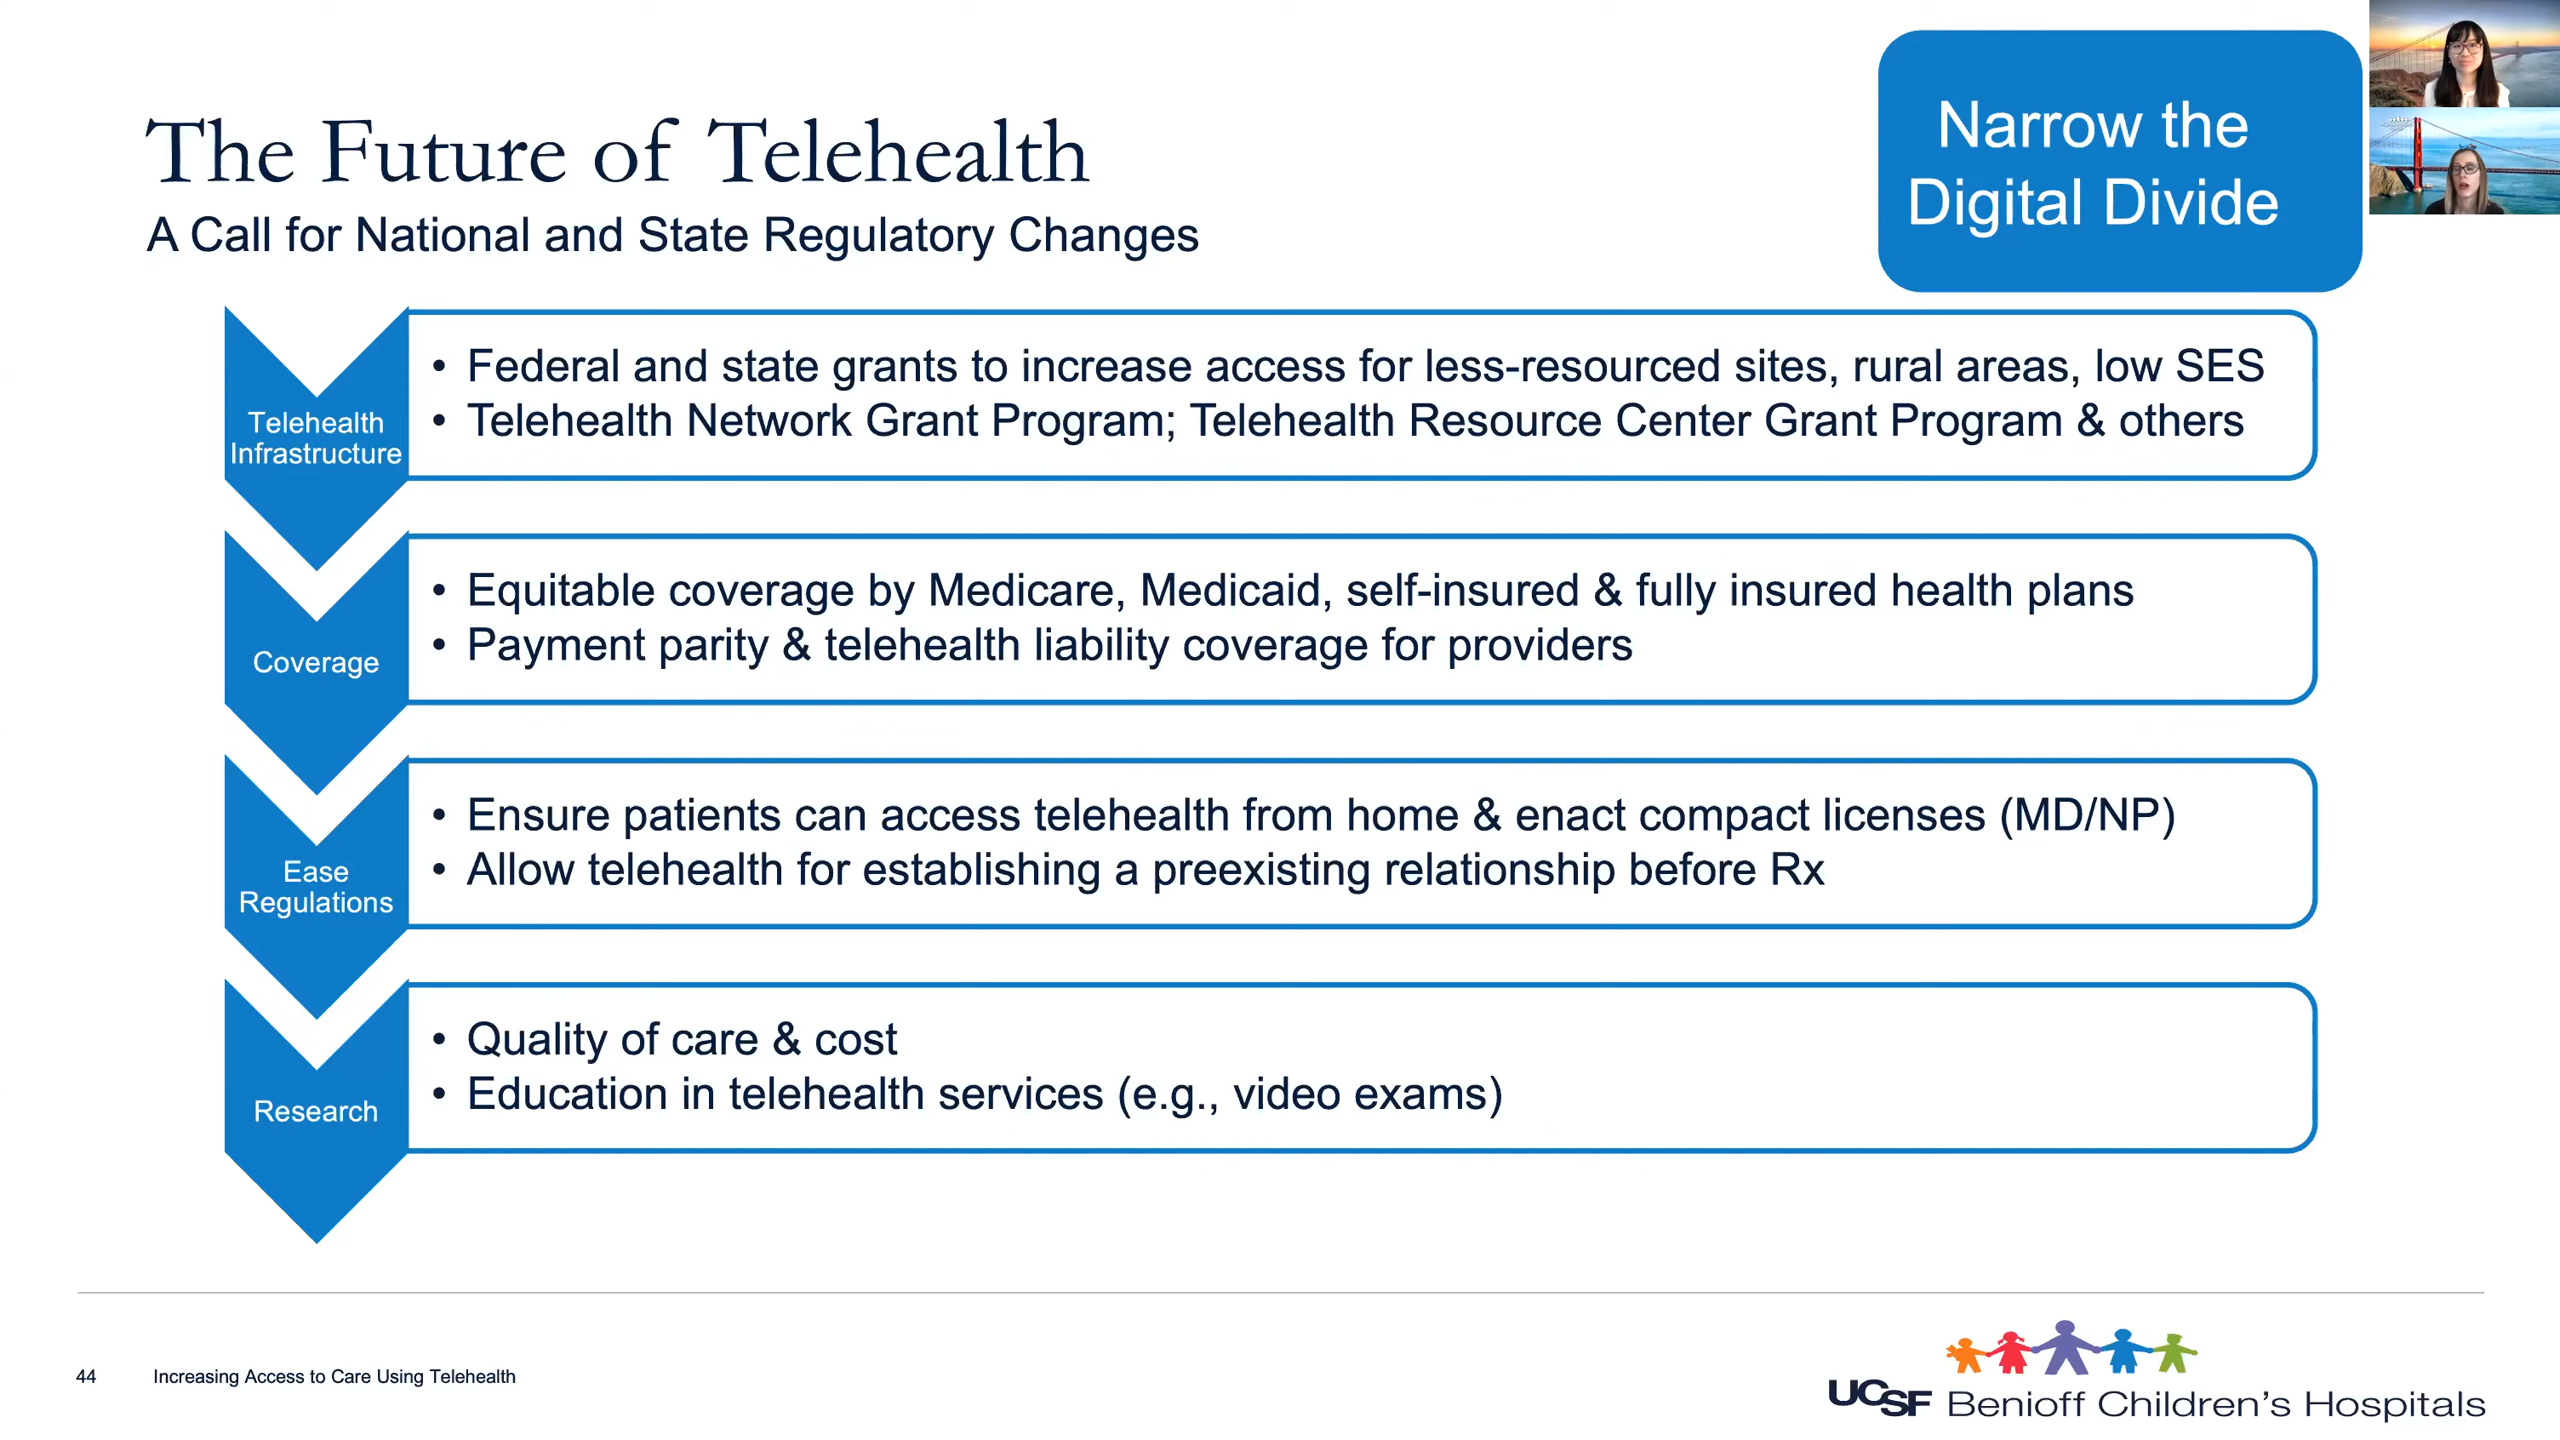 The Future of Telehealth
A Call for National and State Regulatory Changes
Narrow the
Digital Divide
Telehealth
Infrastructure
• Federal and state grants to increase access for less-resourced sites, rural areas, low SES
• Telehealth Network Grant Program; Telehealth Resource Center Grant Program & others
Coverage
• Equitable coverage by Medicare, Medicaid, self-insured & fully insured health plans
• Payment parity & telehealth liability coverage for providers
Ease
Regulations
• Ensure patients can access telehealth from home & enact compact licenses (MD/NP)
• Allow telehealth for establishing a preexisting relationship before Rx
Research
• Quality of care & cost
• Education in telehealth services (e.g., video exams)
44 Increasing Access to Care Using Telehealth
UCSF Benioff Children's Hospitals